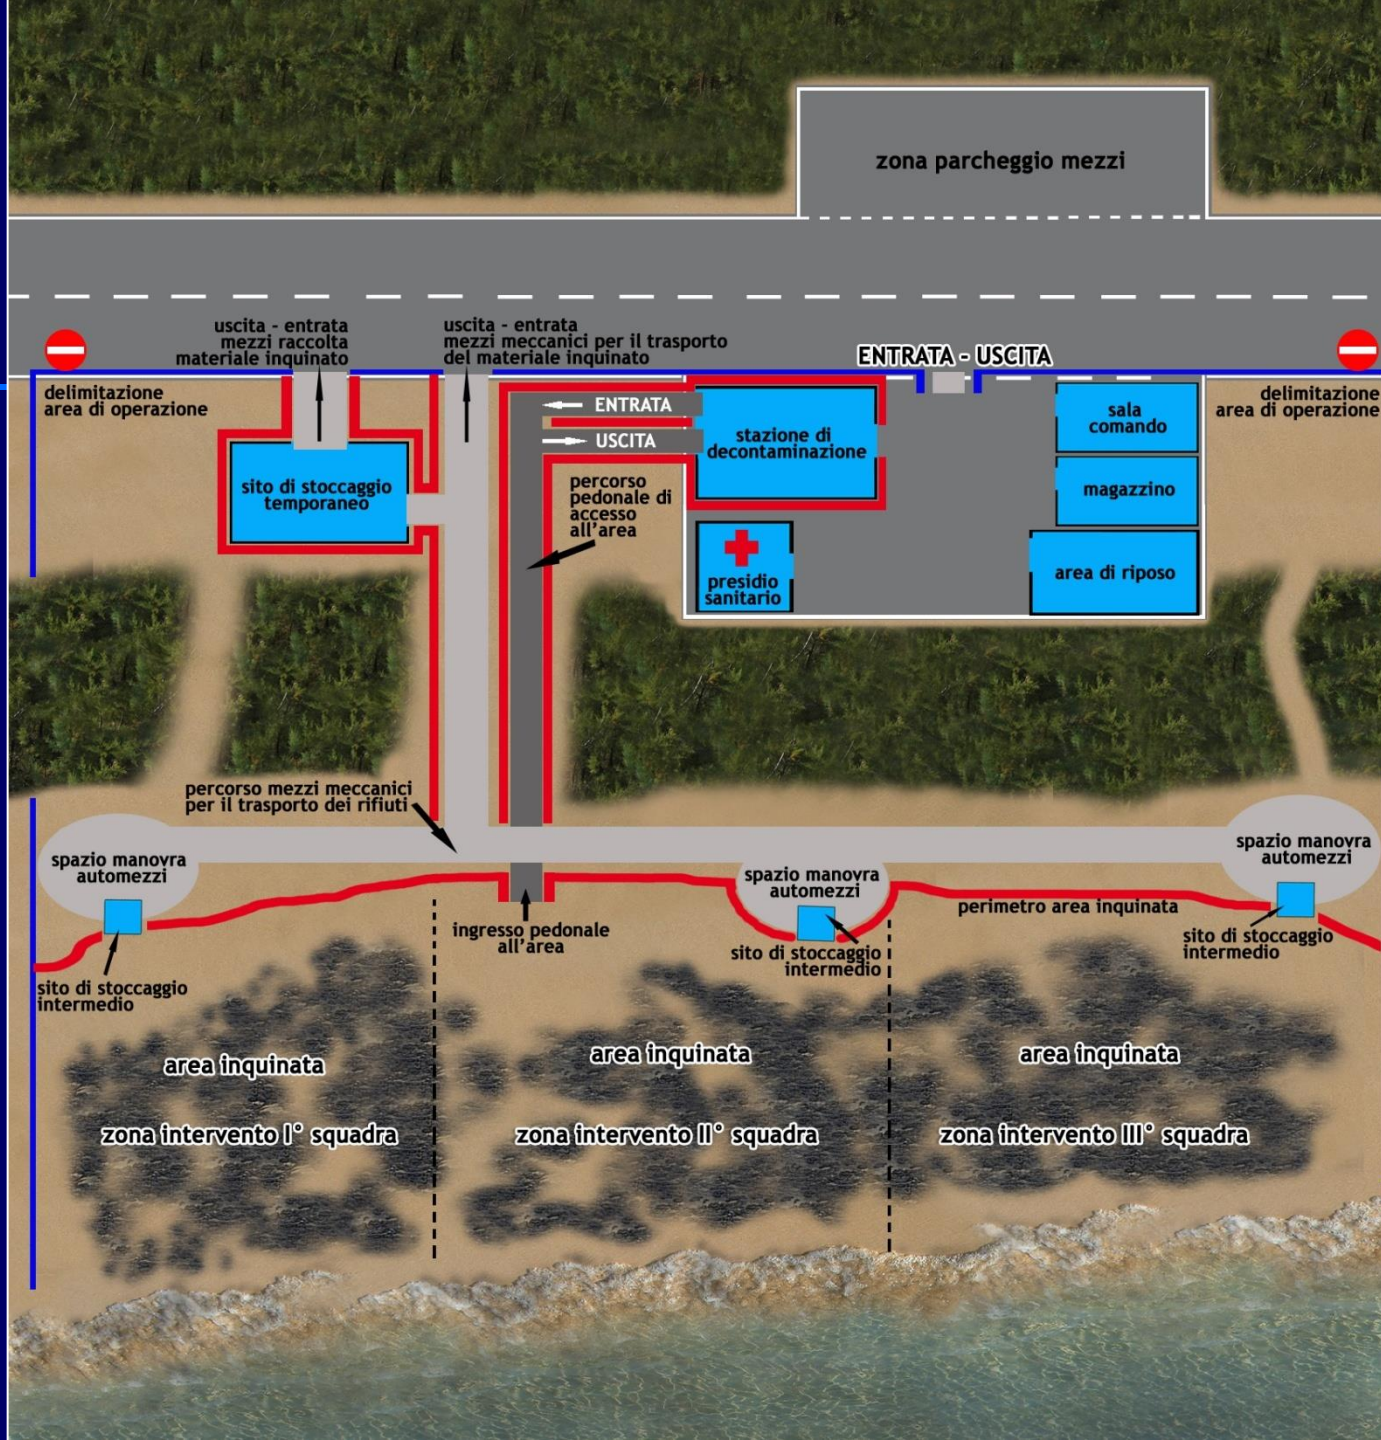 zona parcheggio mezzi
uscita - entrata
mezzi raccolta
materiale inquinato
uscita - entrata
mezzi meccanici per il trasporto
del materiale inquinato
ENTRATA - USCITA
delimitazione
area di operazione
delimitazione
area di operazione
ENTRATA
USCITA
stazione di
decontaminazione
sala
comando
magazzino
area di riposo
sito di stoccaggio
temporaneo
percorso
pedonale di
accesso
all'area
presidio
sanitario
percorso mezzi meccanici
per il trasporto dei rifiuti
spazio manovra
automezzi
spazio manovra
automezzi
spazio manovra
automezzi
perimetro area inquinata
ingresso pedonale
all'area
sito di stoccaggio
intermedio
sito di stoccaggio
intermedio
sito di stoccaggio
intermedio
area inquinata
area inquinata
area inquinata
zona intervento I° squadra
zona intervento II° squadra
zona intervento III° squadra